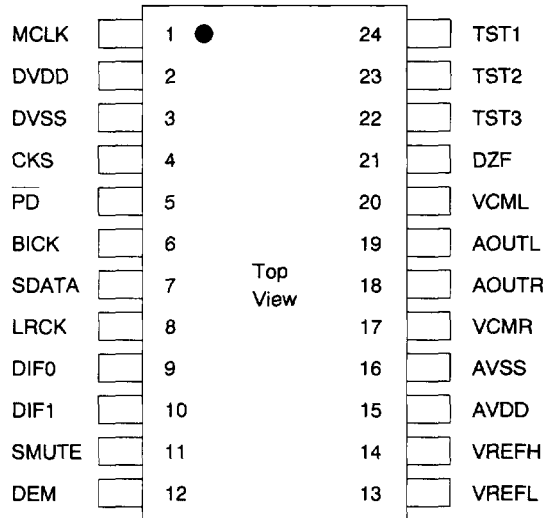 MCLK 1 24 TST1
DVDD 2 23 TST2
DVSS 3 22 TST3
CKS 4 21 DZF
PD 5 20 VCML
BICK 6 19 AOUTL
SDATA 7 Top 18 AOUTR
LRCK 8 View 17 VCMR
DIF0 9 16 AVSS
DIF1 10 15 AVDD
SMUTE 11 14 VREFH
DEM 12 13 VREFL